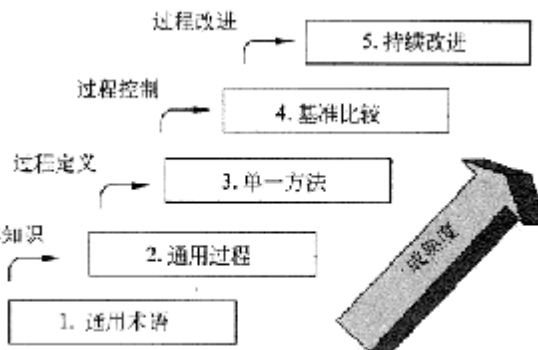 过程改进
5. 持续改进
过程控制
4. 基准比较
过程定义
3. 单一方法
知识
2. 通用过程
1. 通用术语
成熟度